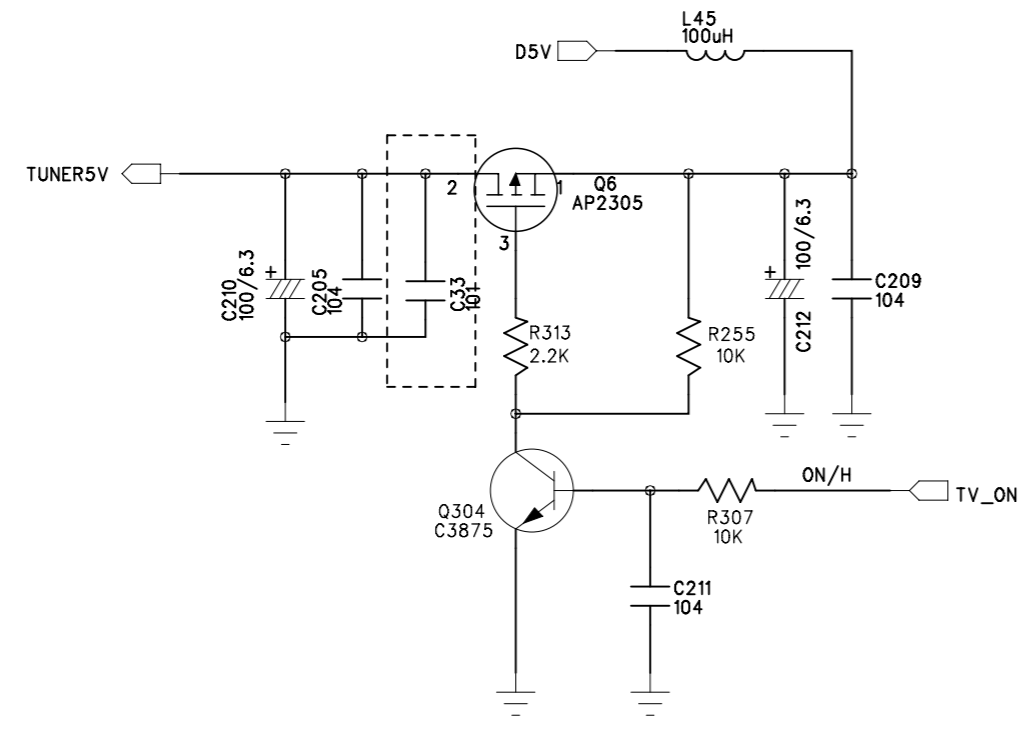 L45
100uH
D5V
TUNER5V
2
1
Q6
AP2305
3
+
C210
100/6.3
C205
104
C33
101
R313
2.2K
R255
10K
+
100/6.3
C212
C209
104
Q304
C3875
ON/H
TV_ON
R307
10K
C211
104